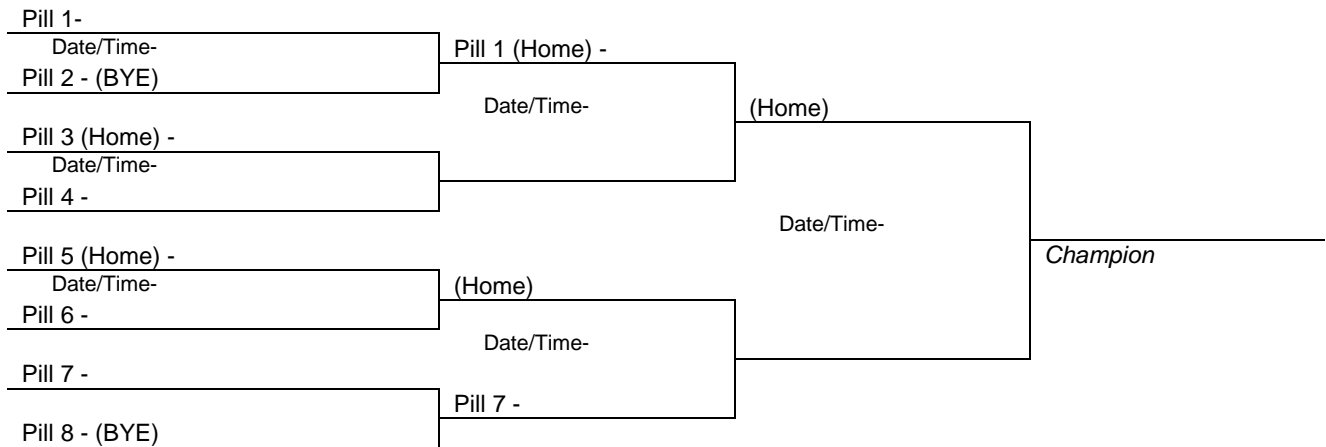 Pill 1-
Date/Time-
Pill 1 (Home) -
Pill 2 - (BYE)
Date/Time-
(Home)
Pill 3 (Home) -
Date/Time-
Pill 4 -
Date/Time-
Pill 5 (Home) -
Champion
Date/Time-
(Home)
Pill 6 -
Date/Time-
Pill 7 -
Pill 7 -
Pill 8 - (BYE)